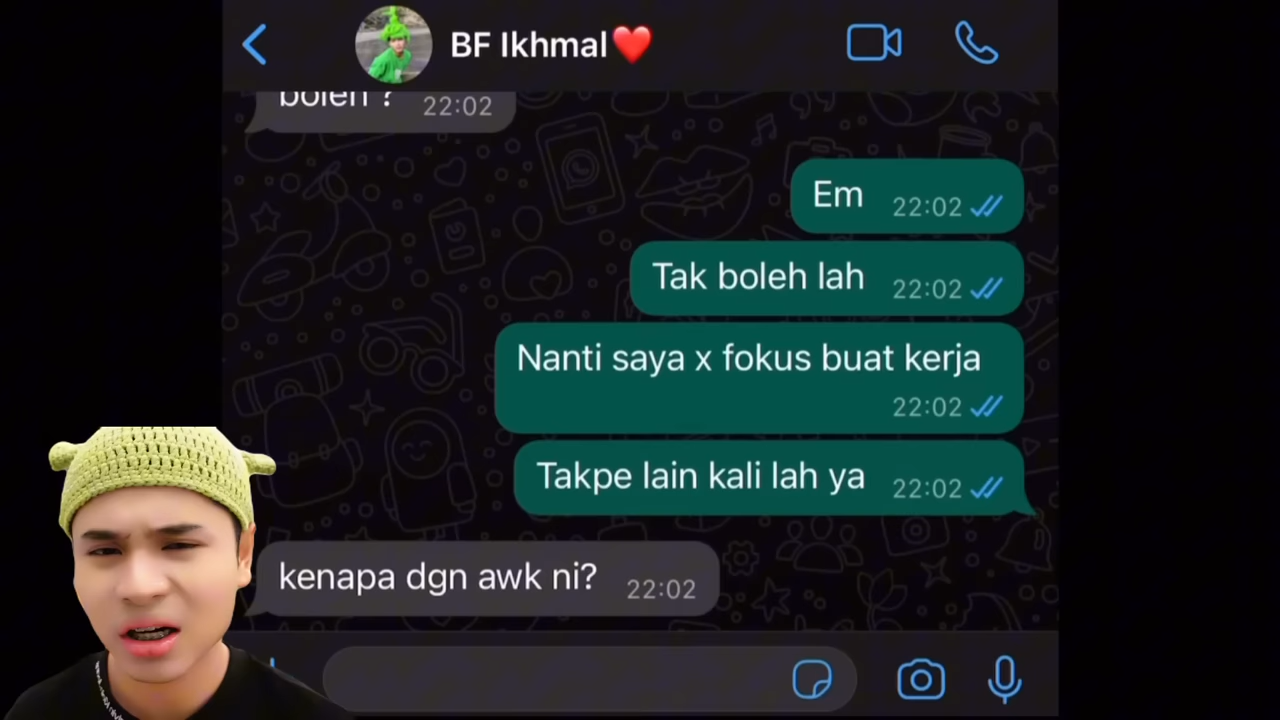 BF Ikhmal❤️
boleh ? 22:02
Em 22:02
Tak boleh lah 22:02
Nanti saya x fokus buat kerja
22:02
Takpe lain kali lah ya 22:02
kenapa dgn awk ni? 22:02